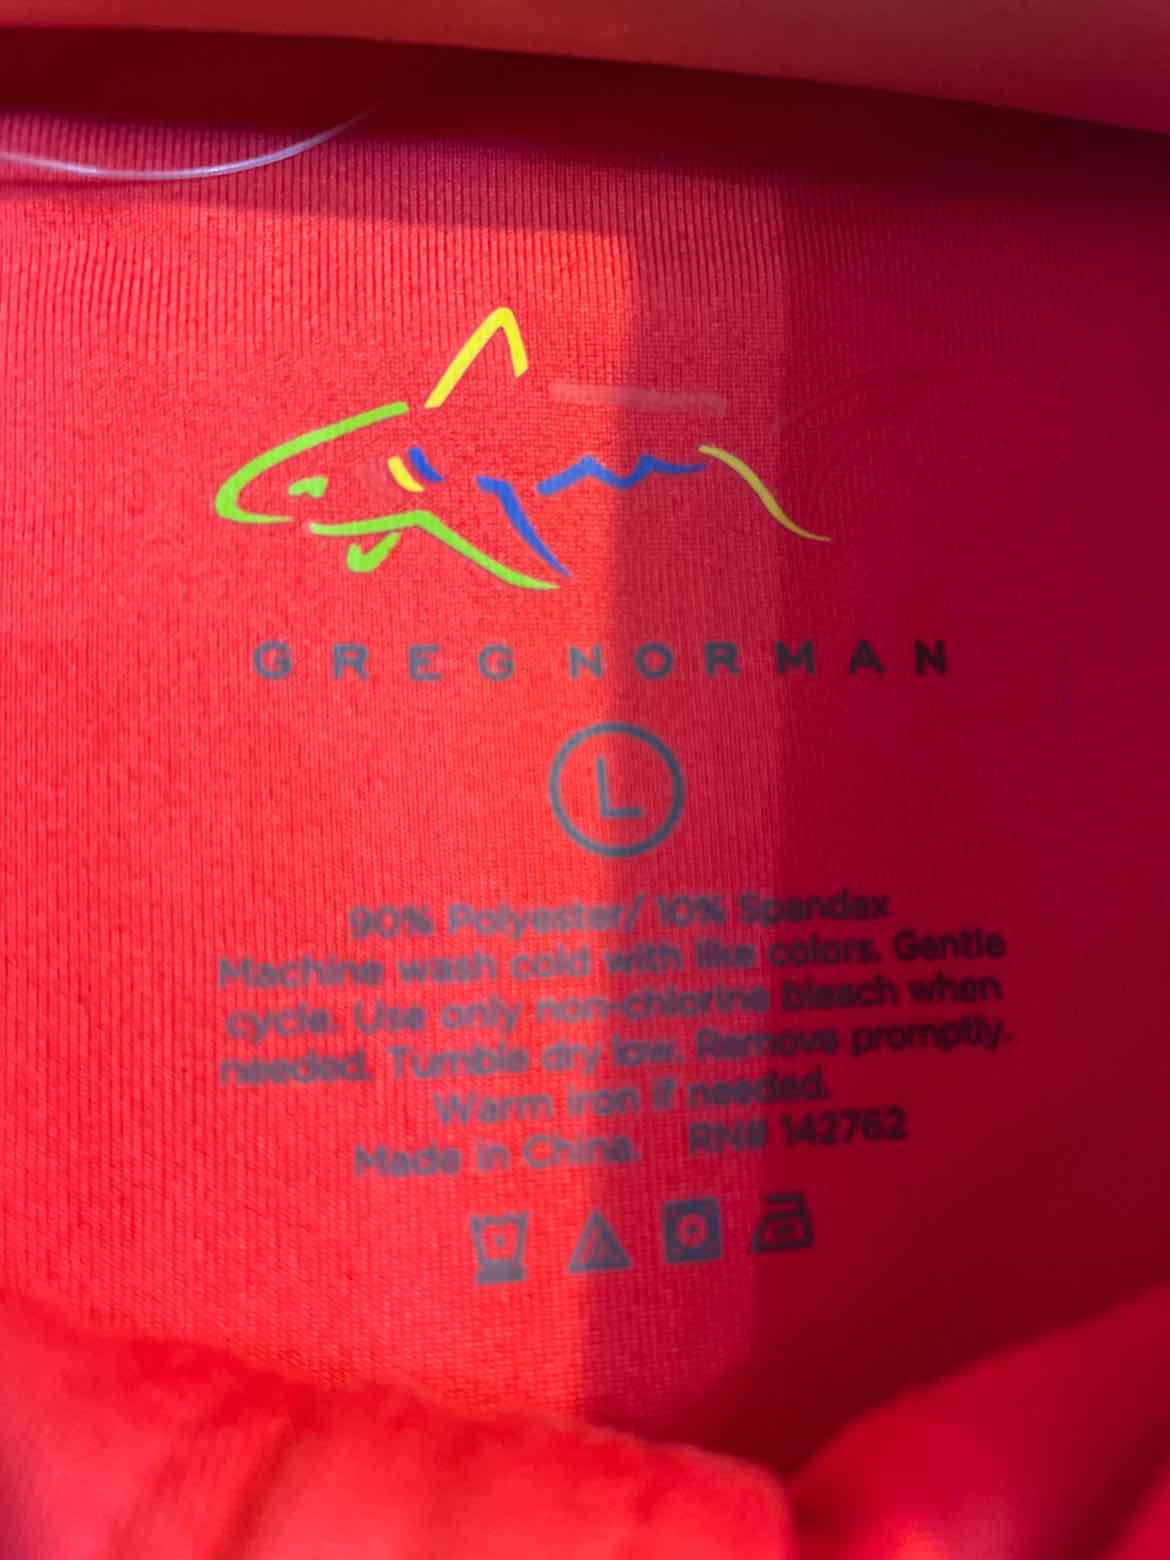 GREG NORMAN
L
90% Polyester/ 10% Spandex
Machine wash cold with like colors. Gentle
cycle. Use only non-chlorine bleach when
needed. Tumble dry low. Remove promptly.
Warm iron if needed.
Made in China. RN# 142762